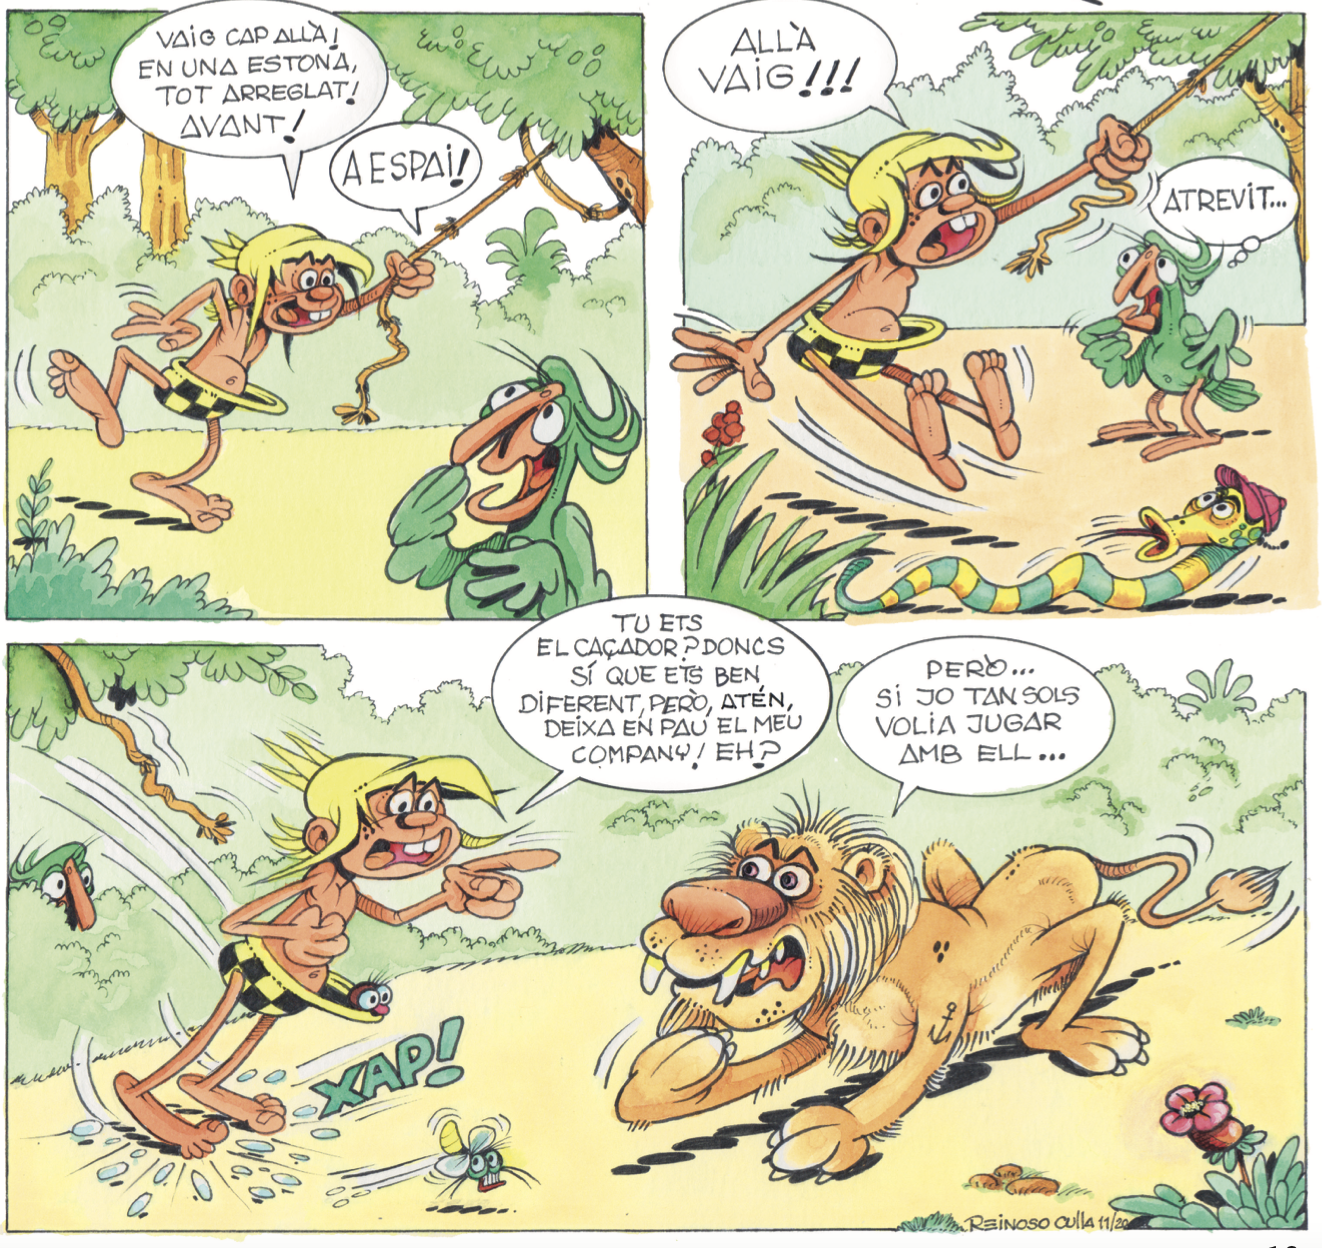 VAIG CAP ALLÀ!
EN UNA ESTONA,
TOT ARREGLAT!
AVANT!
A ESPAI!
ALLÀ
VAIG!!!
ATREVIT...
TU ETS
EL CAÇADOR? DONCS
SÍ QUE ETS BEN
DIFERENT, PERÒ, ATÉN,
DEIXA EN PAU EL MEU
COMPANY! EH?
PERÒ...
SI JO TAN SOLS
VOLIA JUGAR
AMB ELL...
XAP!
REINOSO CULLA 11/20